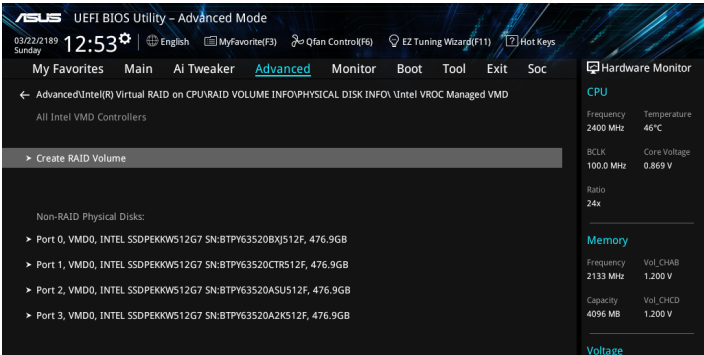 ASUS UEFI BIOS Utility – Advanced Mode
03/22/2189 Sunday 12:53 English MyFavorite(F3) Qfan Control(F6) EZ Tuning Wizard(F11) ? Hot Keys
My Favorites Main Ai Tweaker Advanced Monitor Boot Tool Exit Soc
Hardware Monitor
← Advanced\Intel(R) Virtual RAID on CPU\RAID VOLUME INFO\PHYSICAL DISK INFO\ \Intel VROC Managed VMD
All Intel VMD Controllers
> Create RAID Volume
Non-RAID Physical Disks:
> Port 0, VMD0, INTEL SSDPEKKW512G7 SN:BTPY63520BXJ512F, 476.9GB
> Port 1, VMD0, INTEL SSDPEKKW512G7 SN:BTPY63520CTR512F, 476.9GB
> Port 2, VMD0, INTEL SSDPEKKW512G7 SN:BTPY63520ASU512F, 476.9GB
> Port 3, VMD0, INTEL SSDPEKKW512G7 SN:BTPY63520A2K512F, 476.9GB
CPU
Frequency Temperature
2400 MHz 46°C
BCLK Core Voltage
100.0 MHz 0.869 V
Ratio
24x
Memory
Frequency Vol_CHAB
2133 MHz 1.200 V
Capacity Vol_CHCD
4096 MB 1.200 V
Voltage